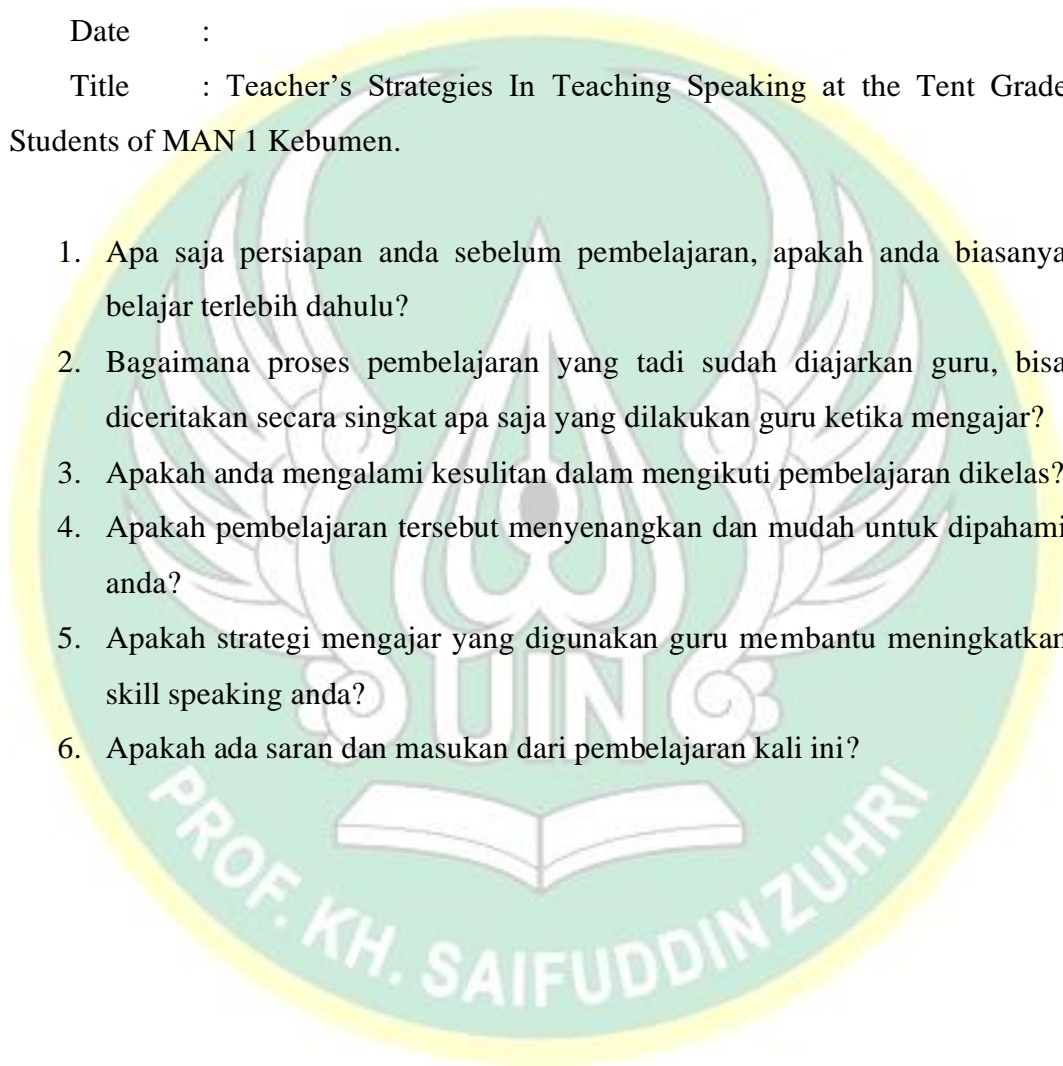 Date :
Title : Teacher’s Strategies In Teaching Speaking at the Tent Grade
Students of MAN 1 Kebumen.
1. Apa saja persiapan anda sebelum pembelajaran, apakah anda biasanya
belajar terlebih dahulu?
2. Bagaimana proses pembelajaran yang tadi sudah diajarkan guru, bisa
diceritakan secara singkat apa saja yang dilakukan guru ketika mengajar?
3. Apakah anda mengalami kesulitan dalam mengikuti pembelajaran dikelas?
4. Apakah pembelajaran tersebut menyenangkan dan mudah untuk dipahami
anda?
5. Apakah strategi mengajar yang digunakan guru membantu meningkatkan
skill speaking anda?
6. Apakah ada saran dan masukan dari pembelajaran kali ini?
UIN
PROF. KH. SAIFUDDIN ZUHRI